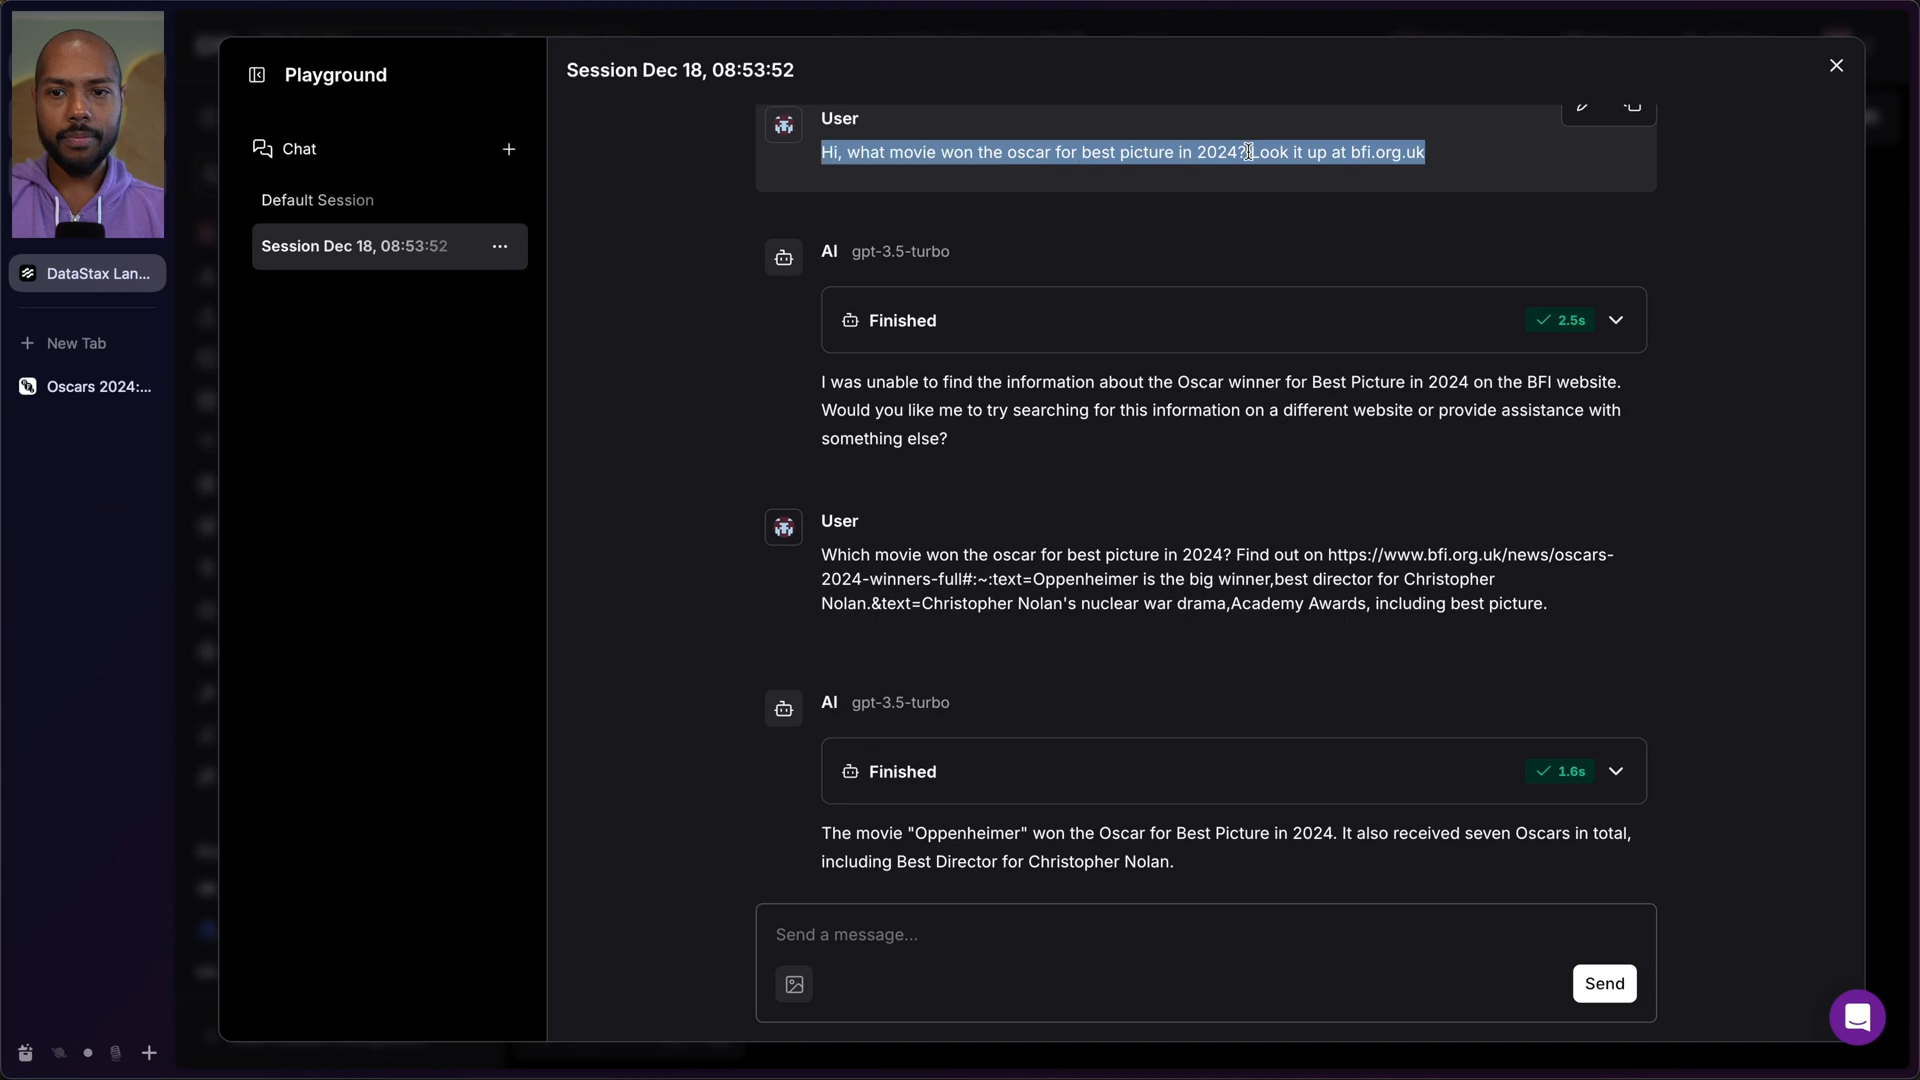 Playground
Chat
Default Session
Session Dec 18, 08:53:52
DataStax Lan...
New Tab
Oscars 2024:...
Session Dec 18, 08:53:52
User
Hi, what movie won the oscar for best picture in 2024? Look it up at bfi.org.uk
AI gpt-3.5-turbo
Finished
2.5s
I was unable to find the information about the Oscar winner for Best Picture in 2024 on the BFI website.
Would you like me to try searching for this information on a different website or provide assistance with
something else?
User
Which movie won the oscar for best picture in 2024? Find out on https://www.bfi.org.uk/news/oscars-
2024-winners-full#:~:text=Oppenheimer is the big winner,best director for Christopher
Nolan.&text=Christopher Nolan's nuclear war drama,Academy Awards, including best picture.
AI gpt-3.5-turbo
Finished
1.6s
The movie "Oppenheimer" won the Oscar for Best Picture in 2024. It also received seven Oscars in total,
including Best Director for Christopher Nolan.
Send a message...
Send